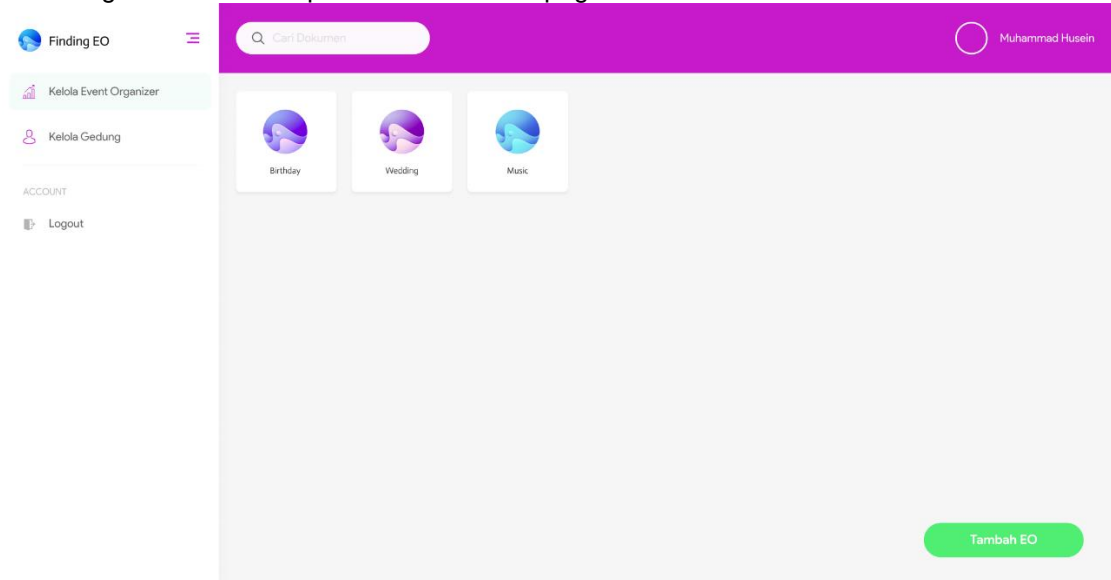 Finding EO
Cari Dokumen
Muhammad Husein
Kelola Event Organizer
Kelola Gedung
ACCOUNT
Logout
Birthday
Wedding
Music
Tambah EO